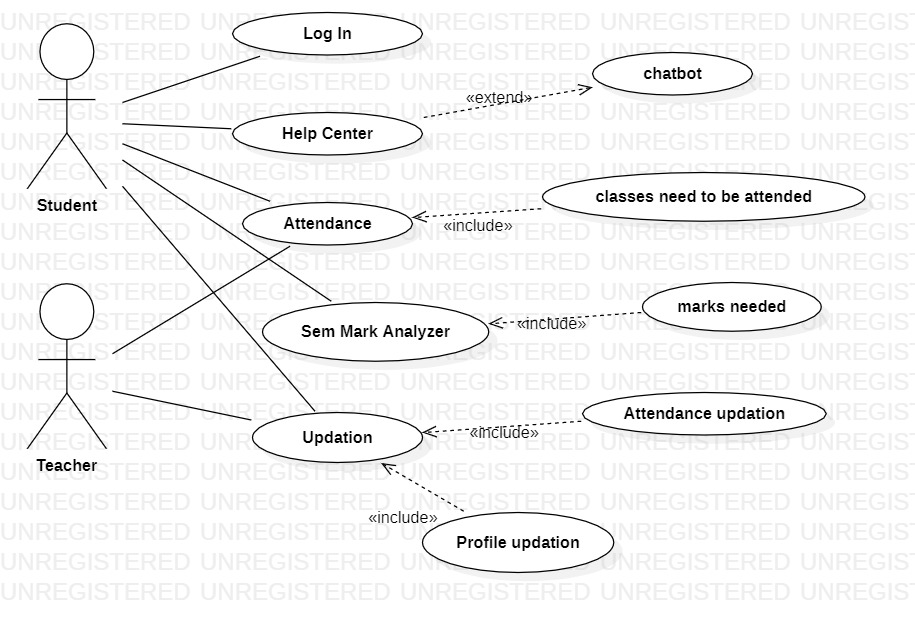 Log In
chatbot
«extend»
Help Center
Student
classes need to be attended
Attendance
«include»
marks needed
«include»
Sem Mark Analyzer
Attendance updation
«include»
Updation
Teacher
«include»
Profile updation
UNREGISTERED UNREGISTERED UNREGISTERED UNREGISTERED UNREGIS